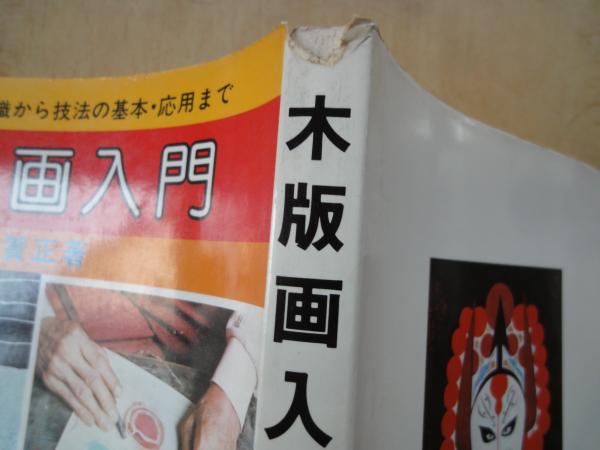 識から技法の基本・応用まで
画入門
賀正著
木版画入